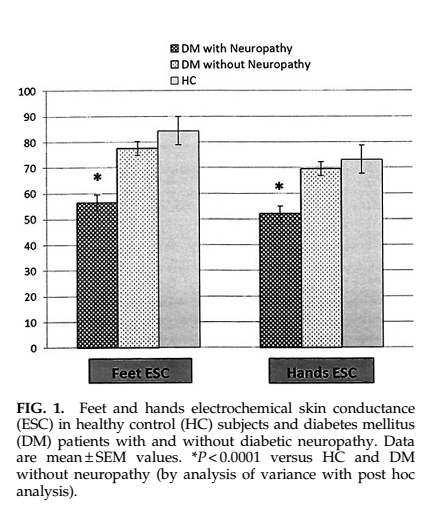 DM with Neuropathy
DM without Neuropathy
HC
100
90
80
70
60
50
40
30
20
10
0
*
*
Feet ESC
Hands ESC
FIG. 1. Feet and hands electrochemical skin conductance
(ESC) in healthy control (HC) subjects and diabetes mellitus
(DM) patients with and without diabetic neuropathy. Data
are mean±SEM values. *P<0.0001 versus HC and DM
without neuropathy (by analysis of variance with post hoc
analysis).